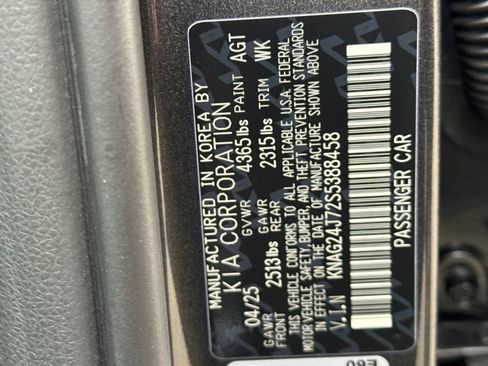 MANUFACTURED IN KOREA BY
KIA CORPORATION
04/25 GVWR 4365lbs PAINT AGT
GAWR FRONT 2513lbs GAWR REAR 2315lbs TRIM WK
THIS VEHICLE CONFORMS TO ALL APPLICABLE U.S.A. FEDERAL
MOTOR VEHICLE SAFETY, BUMPER, AND THEFT PREVENTION STANDARDS
IN EFFECT ON THE DATE OF MANUFACTURE SHOWN ABOVE
V.I.N KNAG24J72S5388458
PASSENGER CAR
E60